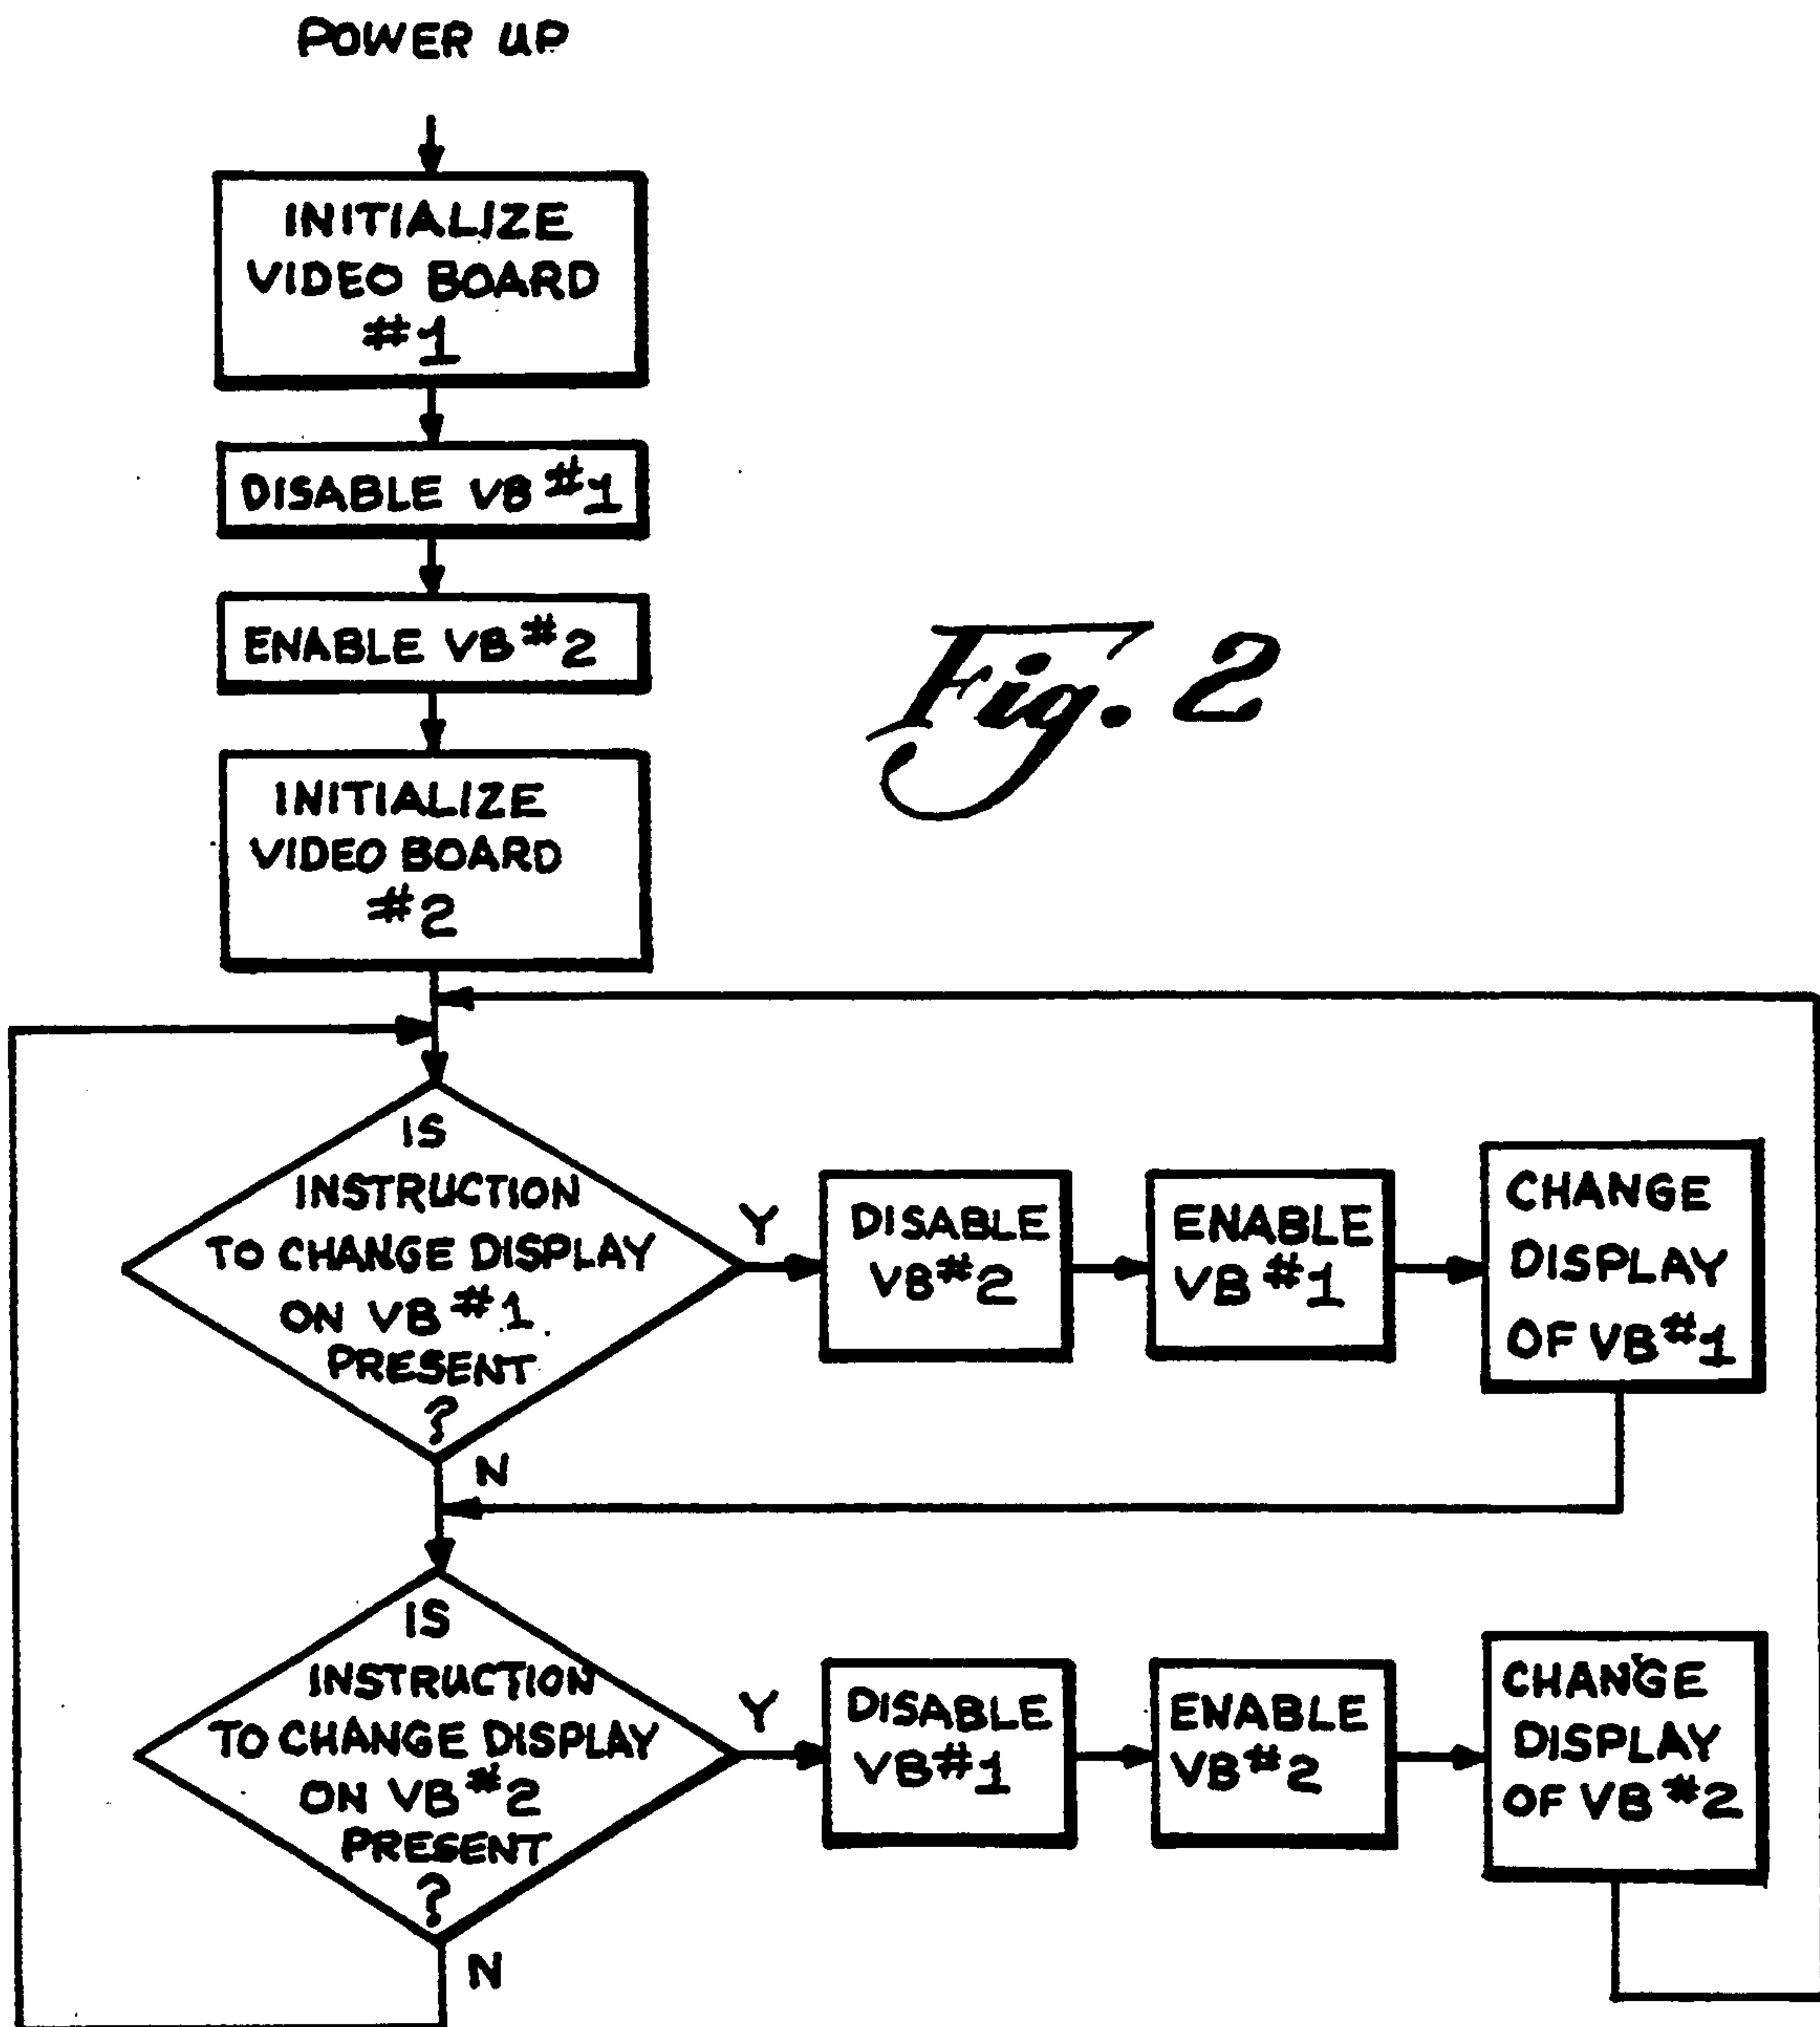 POWER UP
INITIALIZE
VIDEO BOARD
#1
DISABLE VB #1
ENABLE VB #2
Fig. 2
INITIALIZE
VIDEO BOARD
#2
IS
INSTRUCTION
TO CHANGE DISPLAY
ON VB #1
PRESENT
?
Y
N
DISABLE
VB #2
ENABLE
VB #1
CHANGE
DISPLAY
OF VB #1
IS
INSTRUCTION
TO CHANGE DISPLAY
ON VB #2
PRESENT
?
Y
N
DISABLE
VB #1
ENABLE
VB #2
CHANGE
DISPLAY
OF VB #2